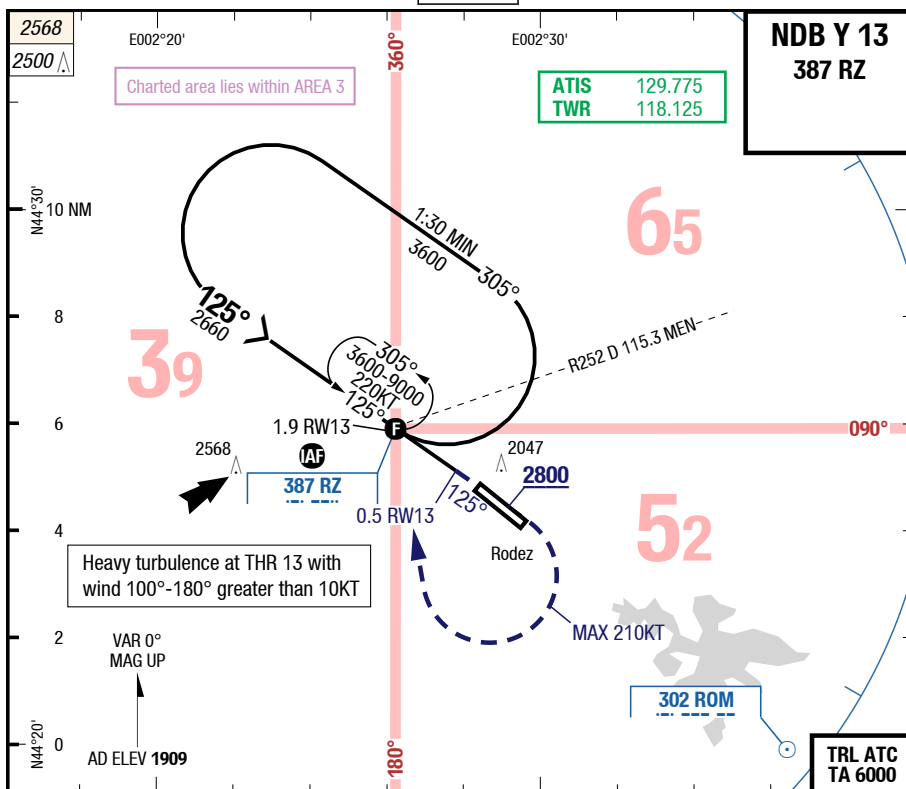 2568
2500
E002°20'
360°
E002°30'
NDB Y 13
387 RZ
Charted area lies within AREA 3
ATIS 129.775
TWR 118.125
N44°30'
10 NM
65
1:30 MIN
3600
305°
125°
2660
8
39
R252 D 115.3 MEN
305°
3600-9000
220KT
125°
6
1.9 RW13
F
090°
2568
IAF
2047
387 RZ
2800
125°
0.5 RW13
52
4
Rodez
Heavy turbulence at THR 13 with
wind 100°-180° greater than 10KT
2
MAX 210KT
VAR 0°
MAG UP
302 ROM
N44°20'
0
AD ELEV 1909
180°
TRL ATC
TA 6000